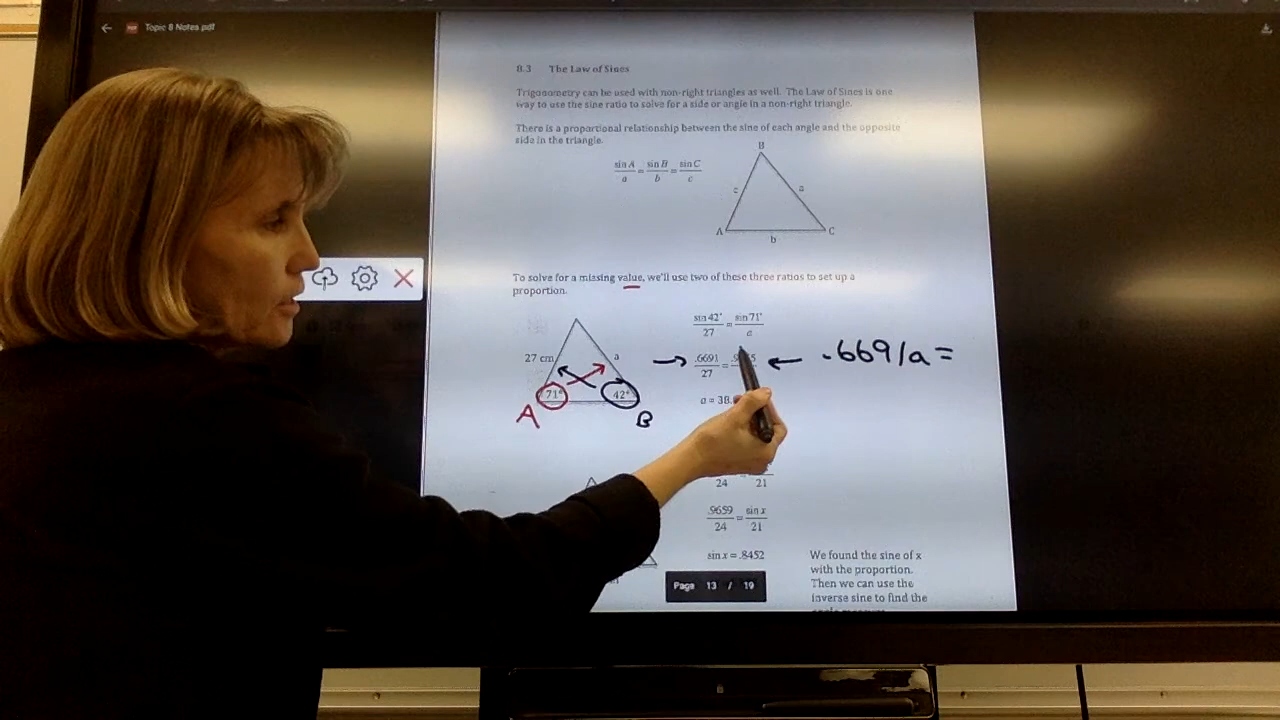 Topic 8 Notes.pdf
8.3 The Law of Sines
Trigonometry can be used with non-right triangles as well. The Law of Sines is one
way to use the sine ratio to solve for a side or angle in a non-right triangle.
There is a proportional relationship between the sine of each angle and the opposite
side in the triangle.
sin A/a = sin B/b = sin C/c
B
c a
A C
b
To solve for a missing value, we'll use two of these three ratios to set up a
proportion.
sin 42°/27 = sin 71°/a
27 cm a
.6691/27 =
.6691a =
71° 42°
A B
a = 38.
24 21
.9659/24 = sin x/21
sin x = .8452
We found the sine of x
with the proportion.
Then we can use the
inverse sine to find the
Page 13 / 19